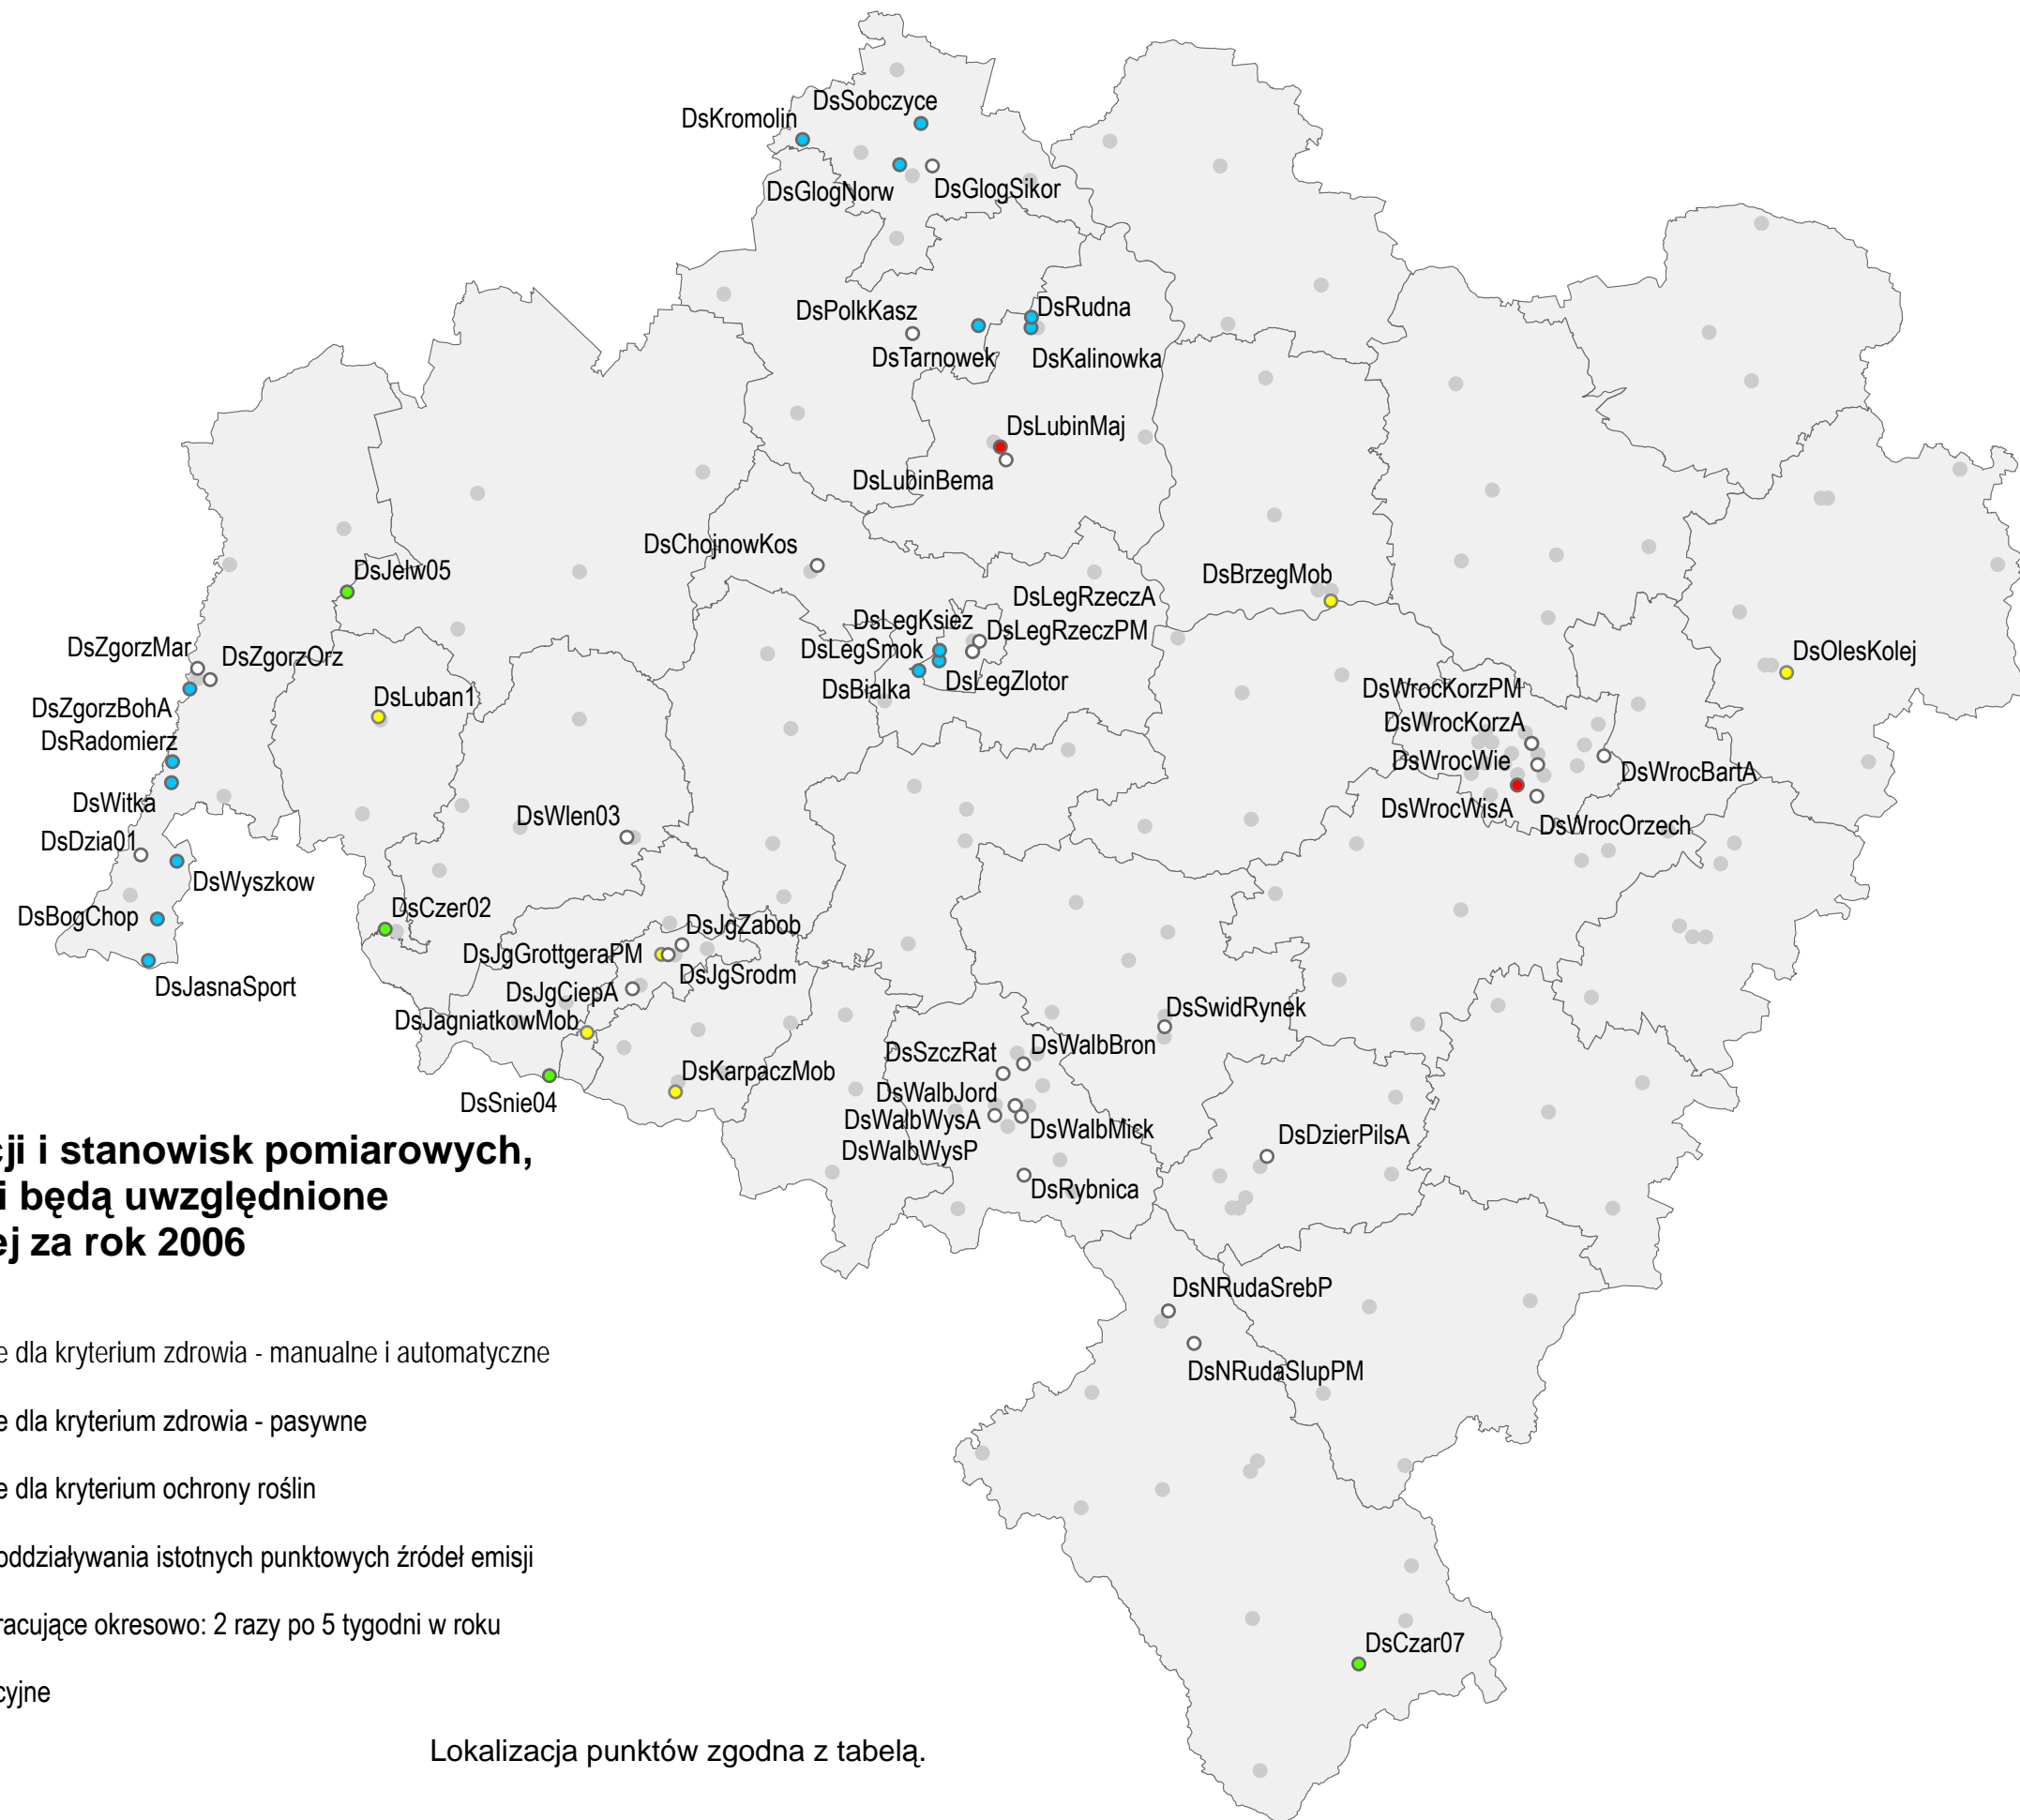 DsSobczyce
DsKromolin
DsGlogNorw
DsGlogSikor
DsPolkKasz
DsRudna
DsTarnowek
DsKalinowka
DsLubinMaj
DsLubinBema
DsChojnowKos
DsJelw05
DsBrzegMob
DsLegRzeczA
DsLegKsiez
DsLegRzeczPM
DsLegSmok
DsBialka
DsLegZlotor
DsZgorzMar
DsZgorzOrz
DsOlesKolej
DsLuban1
DsZgorzBohA
DsRadomierz
DsWitka
DsWrocKorzPM
DsWrocKorzA
DsWrocWie
DsWrocBartA
DsWrocWisA
DsWrocOrzech
DsWlen03
DsDzia01
DsWyszkow
DsBogChop
DsJasnaSport
DsCzer02
DsJgZabob
DsJgGrottgeraPM
DsJgSrodm
DsJgCiepA
DsJagniatkowMob
DsKarpaczMob
DsSnie04
DsSwidRynek
DsSzczRat
DsWalbBron
DsWalbJord
DsWalbWysA
DsWalbMick
DsWalbWysP
DsRybnica
DsDzierPilsA
DsNRudaSrebP
DsNRudaSlupPM
DsCzar07
cji i stanowisk pomiarowych,
i będą uwzględnione
ej za rok 2006
e dla kryterium zdrowia - manualne i automatyczne
e dla kryterium zdrowia - pasywne
e dla kryterium ochrony roślin
oddziaływania istotnych punktowych źródeł emisji
racujące okresowo: 2 razy po 5 tygodni w roku
cyjne
Lokalizacja punktów zgodna z tabelą.